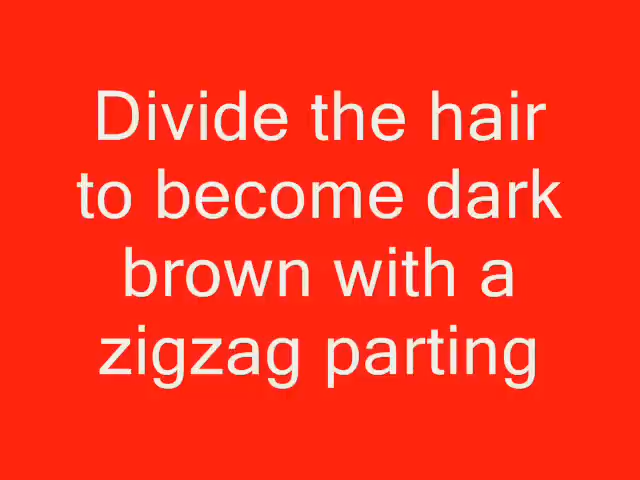 Divide the hair
to become dark
brown with a
zigzag parting